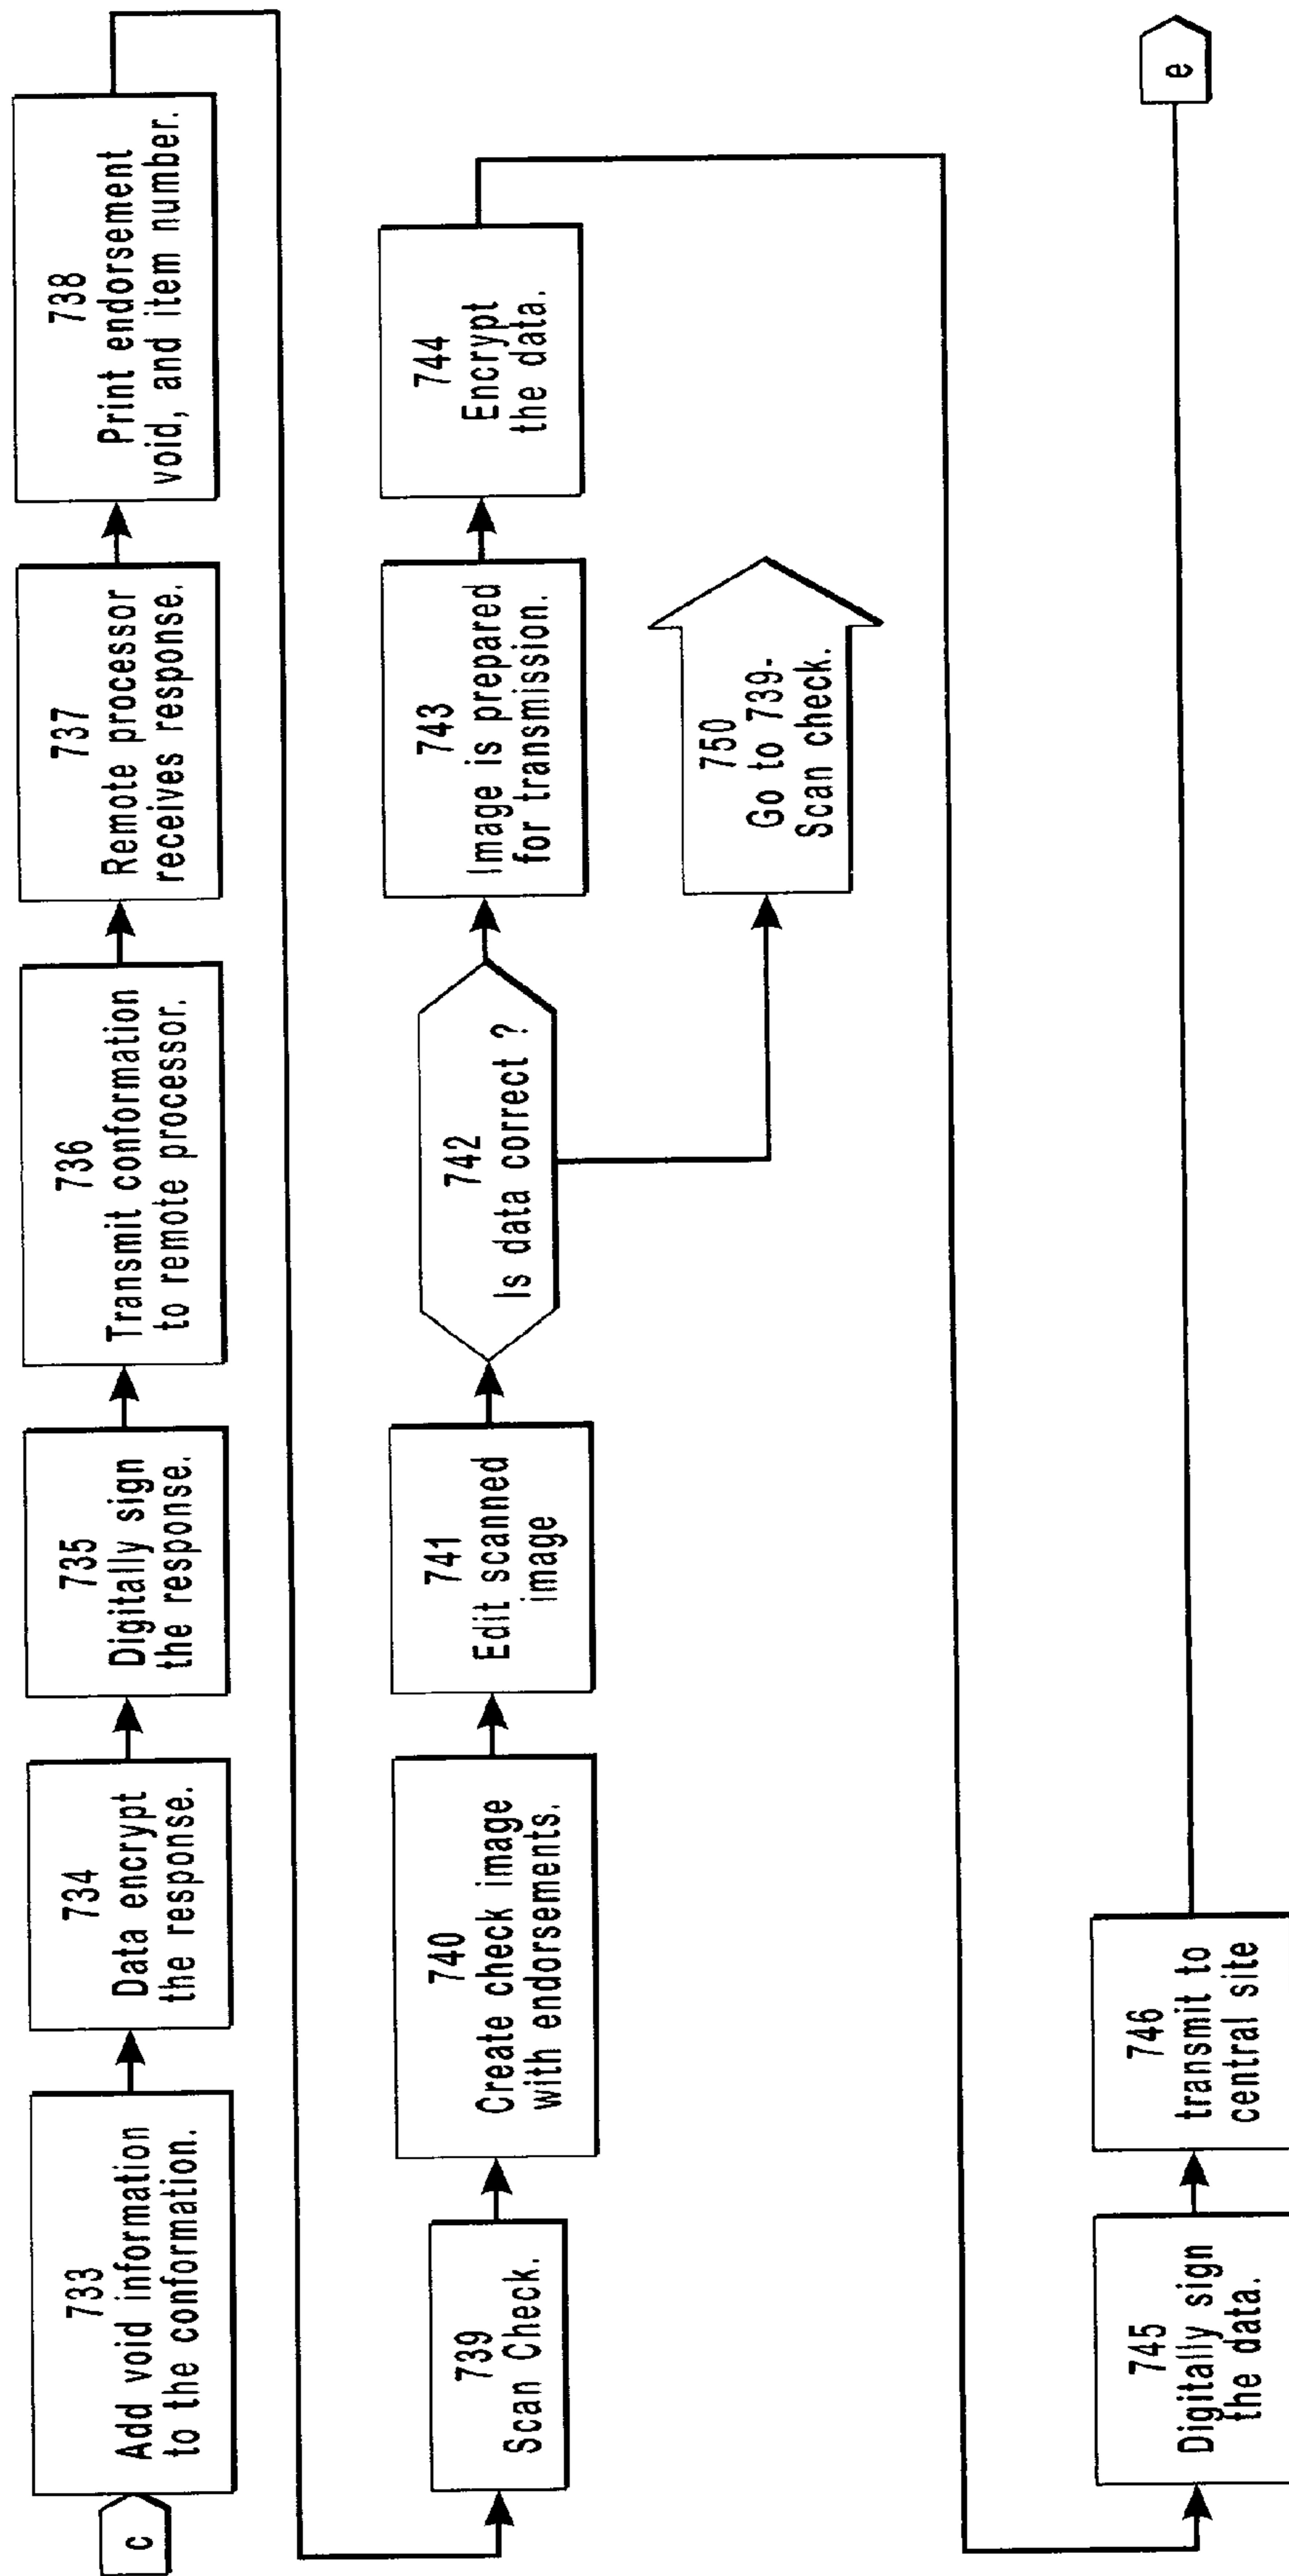 c
733
Add void information
to the conformation.
734
Data encrypt
the response.
735
Digitally sign
the response.
736
Transmit conformation
to remote processor.
737
Remote processor
receives response.
738
Print endorsement
void, and item number.
739
Scan Check.
740
Create check image
with endorsements.
741
Edit scanned
image
742
Is data correct ?
743
Image is prepared
for transmission.
744
Encrypt
the data.
750
Go to 739-
Scan check.
745
Digitally sign
the data.
746
transmit to
central site
e